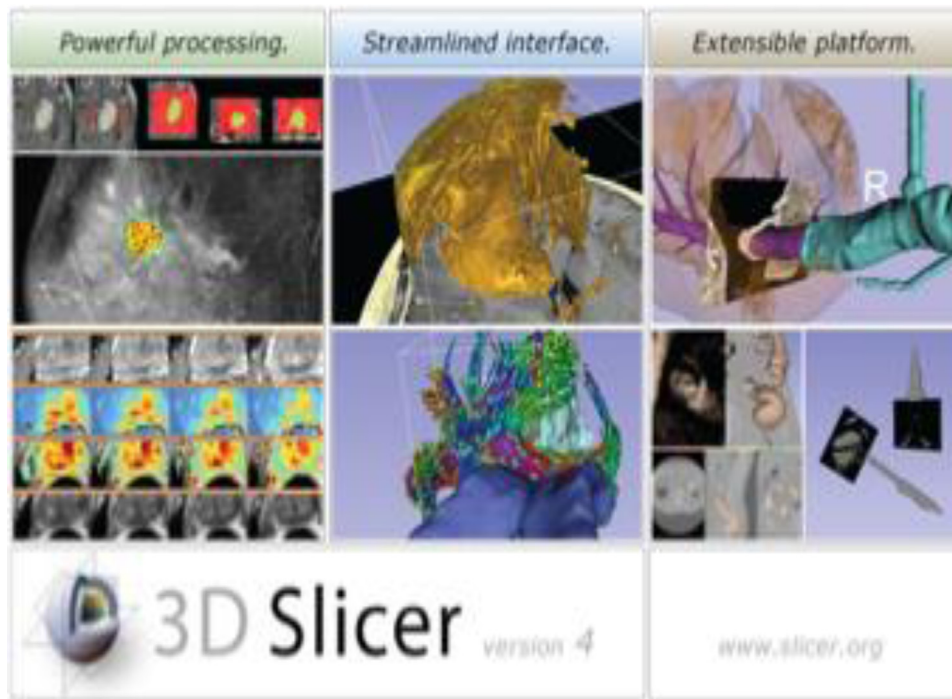 Powerful processing.
Streamlined interface.
Extensible platform.
R
3D Slicer version 4
www.slicer.org